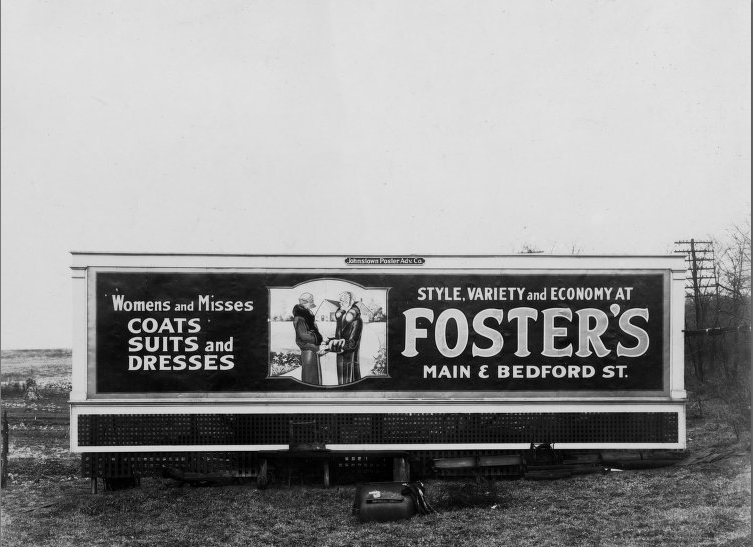 Johnstown Poster Adv. Co.
Womens and Misses
COATS
SUITS and
DRESSES
STYLE, VARIETY and ECONOMY AT
FOSTER'S
MAIN & BEDFORD ST.